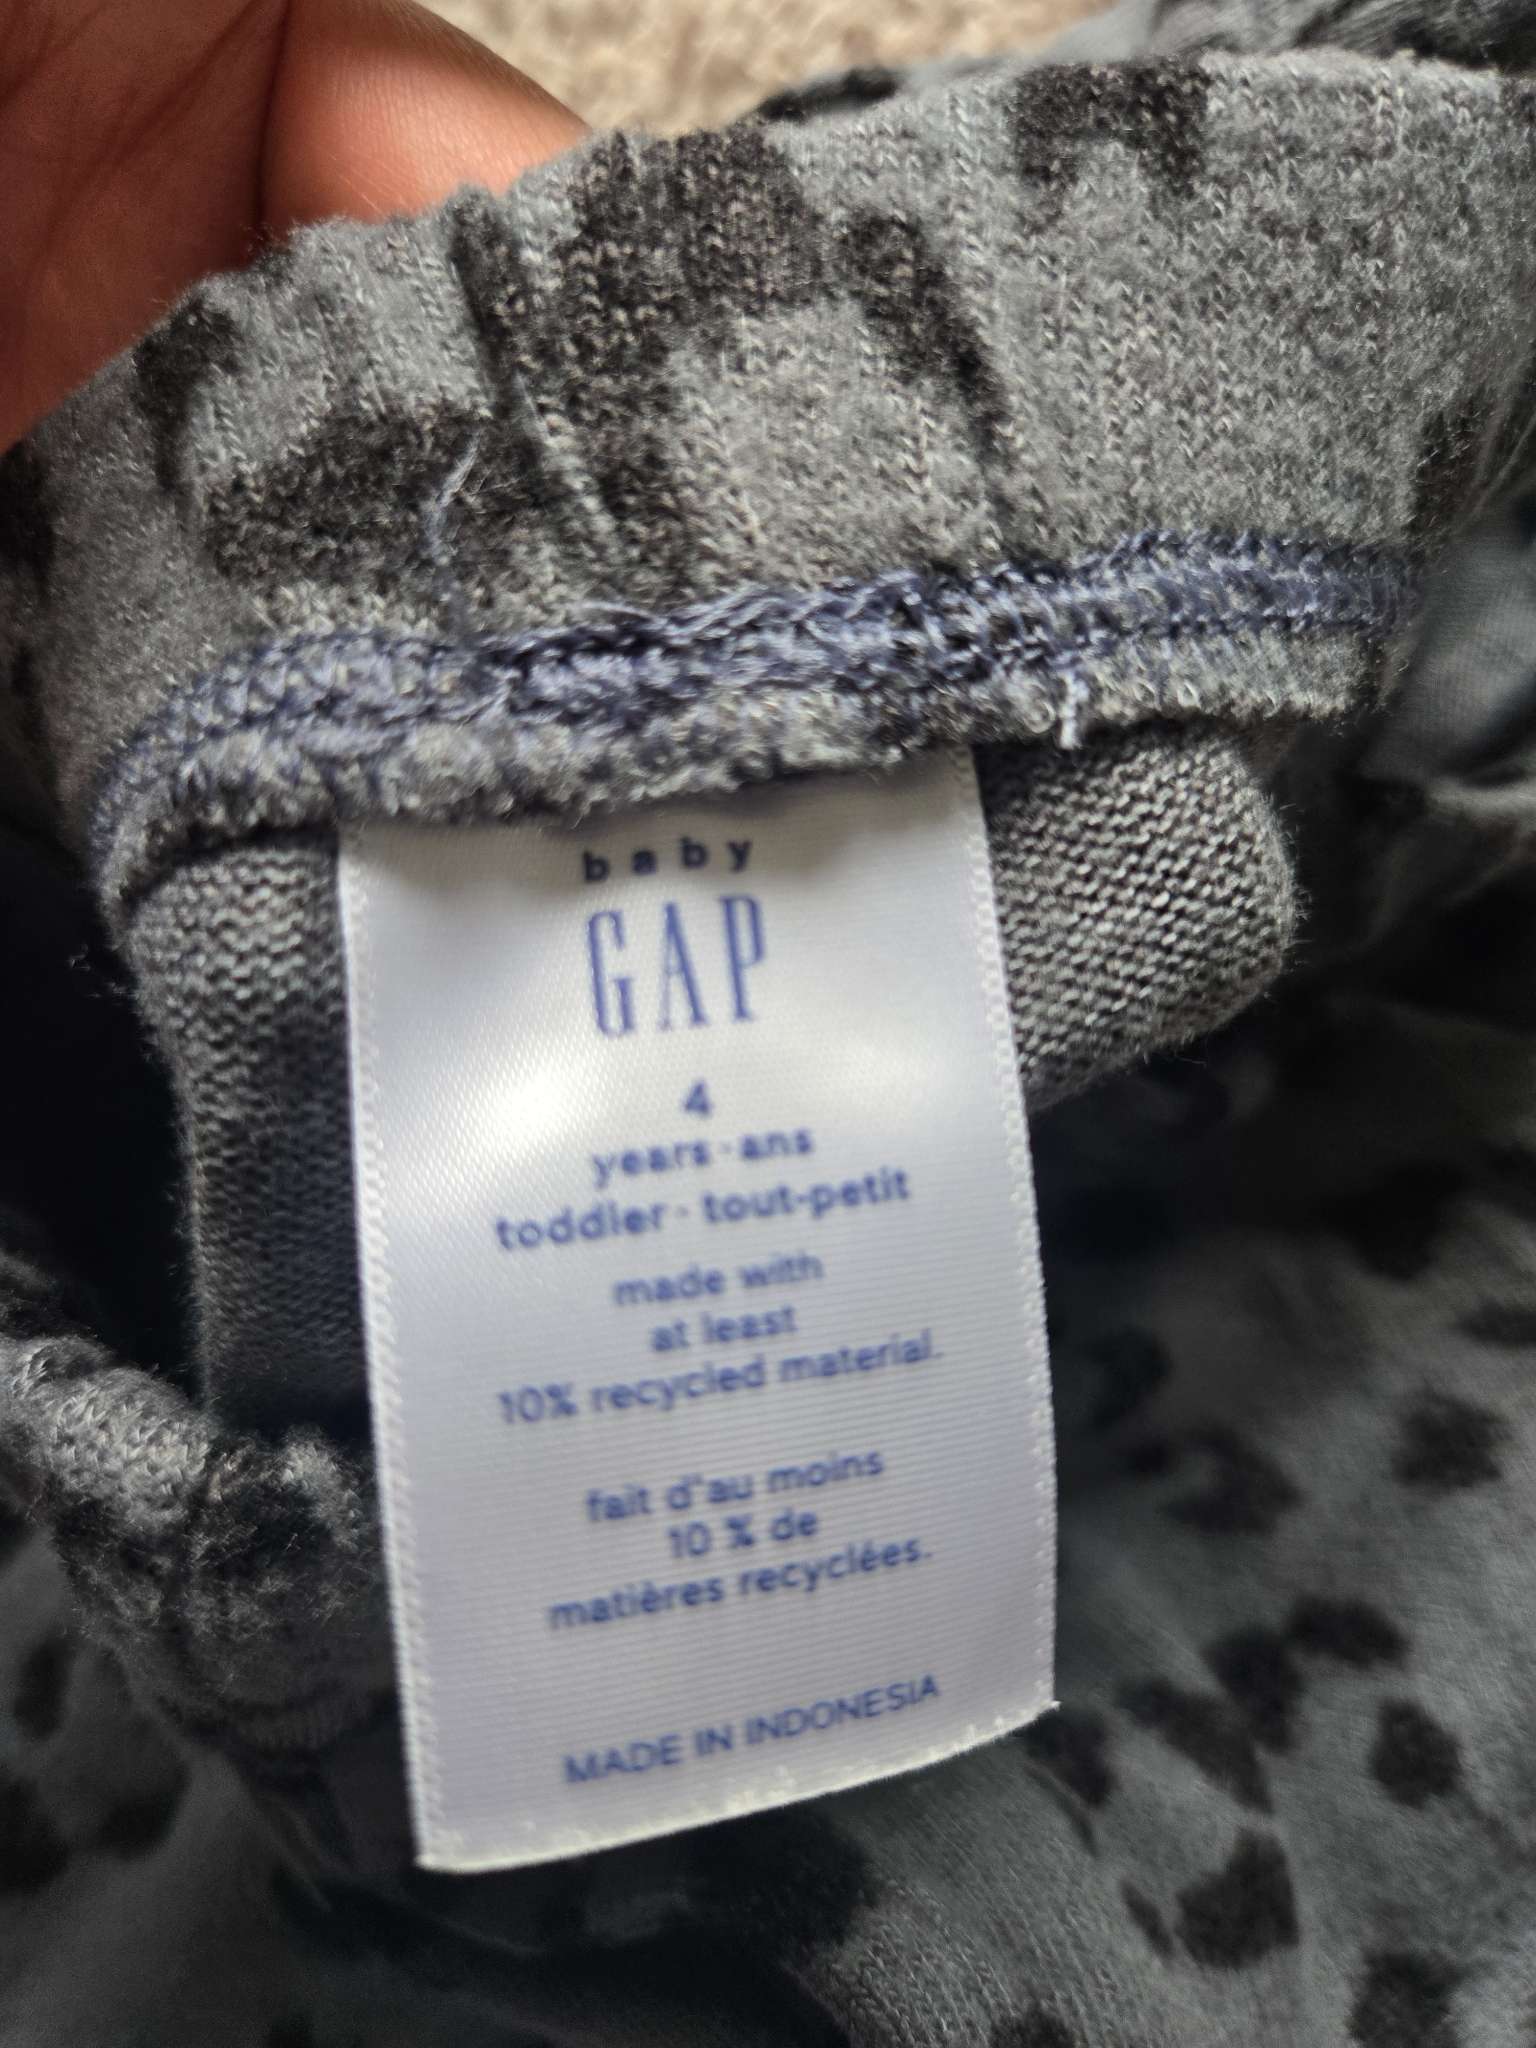 baby
GAP
4
years · ans
toddler · tout-petit
made with
at least
10% recycled material.
fait d'au moins
10 % de
matières recyclées.
MADE IN INDONESIA